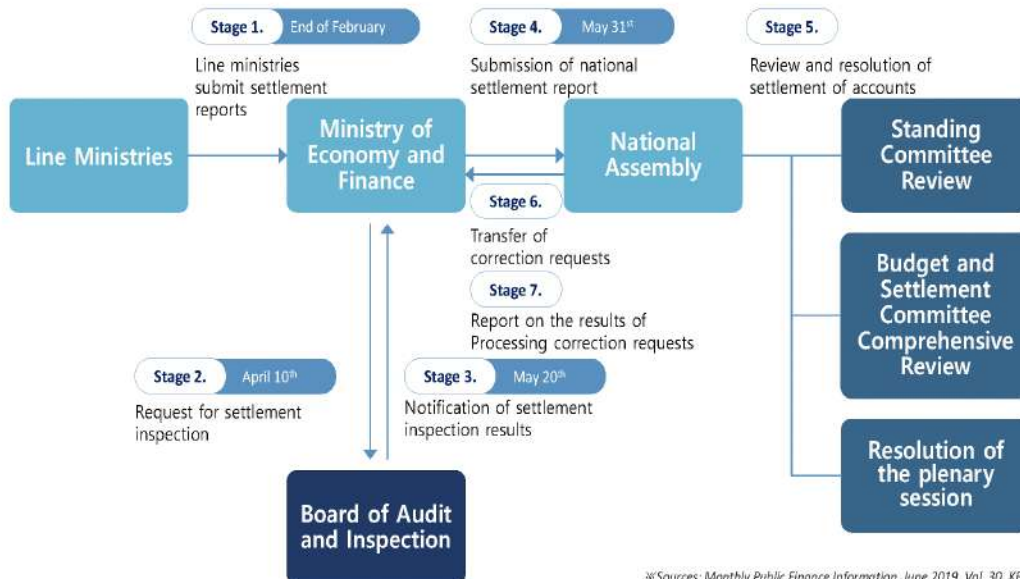 Stage 1. End of February
Line ministries
submit settlement
reports
Stage 4. May 31st
Submission of national
settlement report
Stage 5.
Review and resolution of
settlement of accounts
Line Ministries
Ministry of
Economy and
Finance
National
Assembly
Standing
Committee
Review
Stage 6.
Transfer of
correction requests
Stage 7.
Report on the results of
Processing correction requests
Budget and
Settlement
Committee
Comprehensive
Review
Stage 2. April 10th
Request for settlement
inspection
Stage 3. May 20th
Notification of settlement
inspection results
Resolution of
the plenary
session
Board of Audit
and Inspection
※Sources: Monthly Public Finance Information, June 2019, Vol. 30,